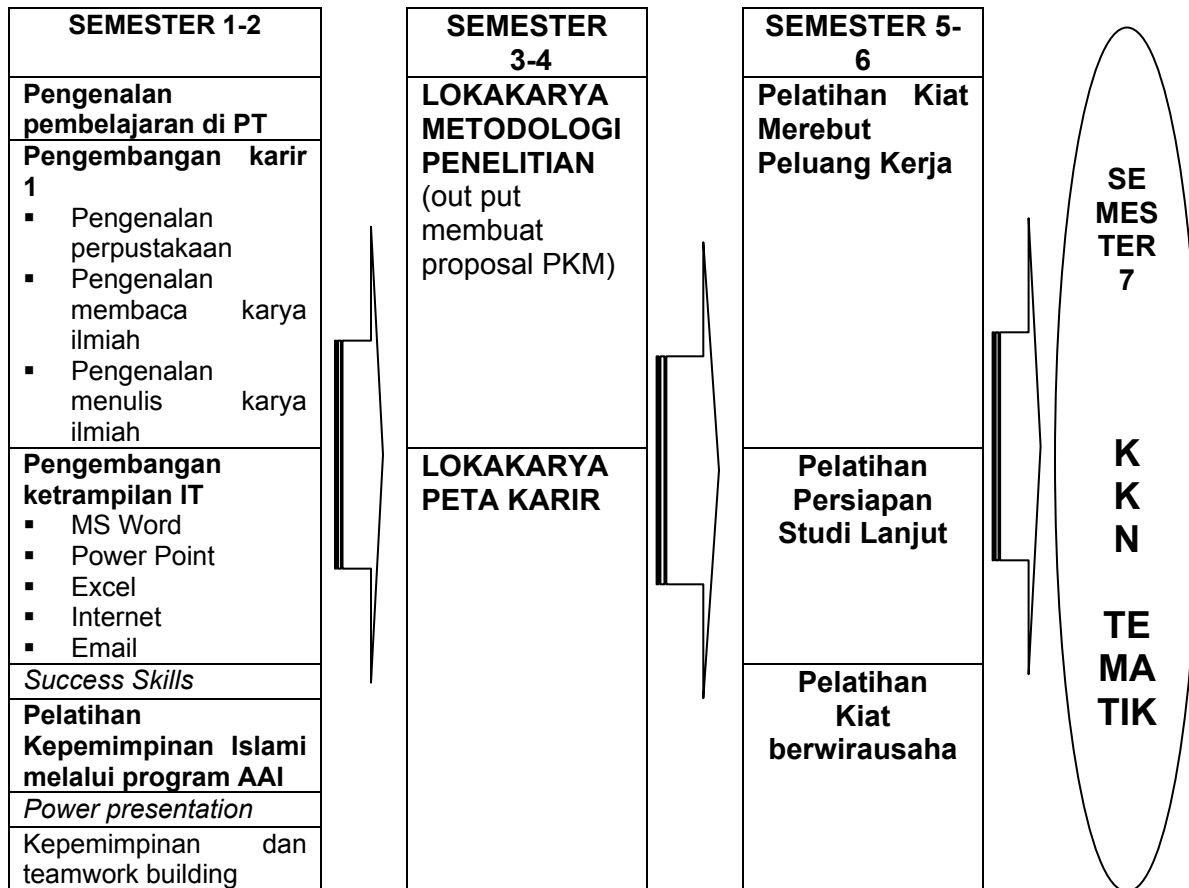 SEMESTER 1-2
Pengenalan
pembelajaran di PT
Pengembangan karir
1
▪ Pengenalan
perpustakaan
▪ Pengenalan
membaca karya
ilmiah
▪ Pengenalan
menulis karya
ilmiah
Pengembangan
ketrampilan IT
▪ MS Word
▪ Power Point
▪ Excel
▪ Internet
▪ Email
Success Skills
Pelatihan
Kepemimpinan Islami
melalui program AAI
Power presentation
Kepemimpinan dan
teamwork building
SEMESTER
3-4
LOKAKARYA
METODOLOGI
PENELITIAN
(out put
membuat
proposal PKM)
LOKAKARYA
PETA KARIR
SEMESTER 5-
6
Pelatihan Kiat
Merebut
Peluang Kerja
Pelatihan
Persiapan
Studi Lanjut
Pelatihan
Kiat
berwirausaha
SE
MES
TER
7
K
K
N
TE
MA
TIK